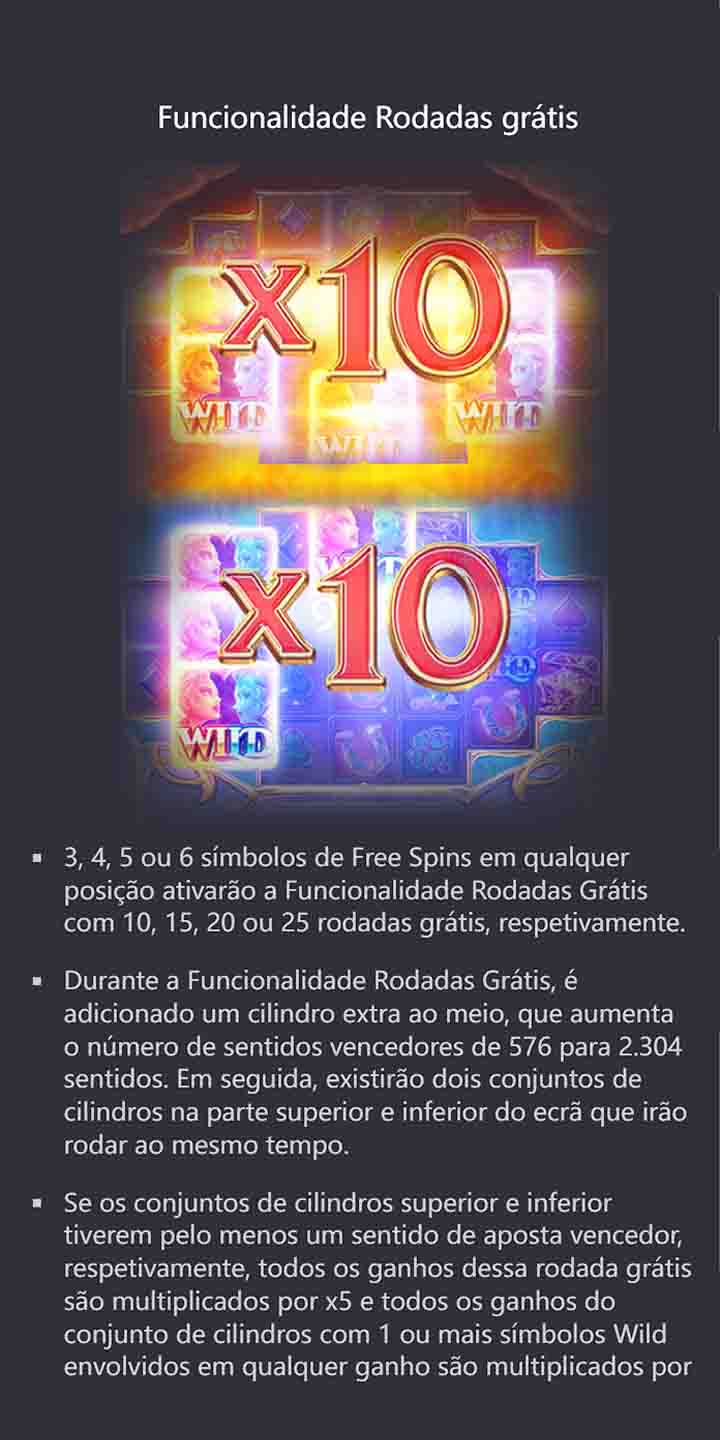 Funcionalidade Rodadas grátis
x10
WILD
WILD
WILD
x10
WILD
▪ 3, 4, 5 ou 6 símbolos de Free Spins em qualquer
posição ativarão a Funcionalidade Rodadas Grátis
com 10, 15, 20 ou 25 rodadas grátis, respetivamente.
▪ Durante a Funcionalidade Rodadas Grátis, é
adicionado um cilindro extra ao meio, que aumenta
o número de sentidos vencedores de 576 para 2.304
sentidos. Em seguida, existirão dois conjuntos de
cilindros na parte superior e inferior do ecrã que irão
rodar ao mesmo tempo.
▪ Se os conjuntos de cilindros superior e inferior
tiverem pelo menos um sentido de aposta vencedor,
respetivamente, todos os ganhos dessa rodada grátis
são multiplicados por x5 e todos os ganhos do
conjunto de cilindros com 1 ou mais símbolos Wild
envolvidos em qualquer ganho são multiplicados por